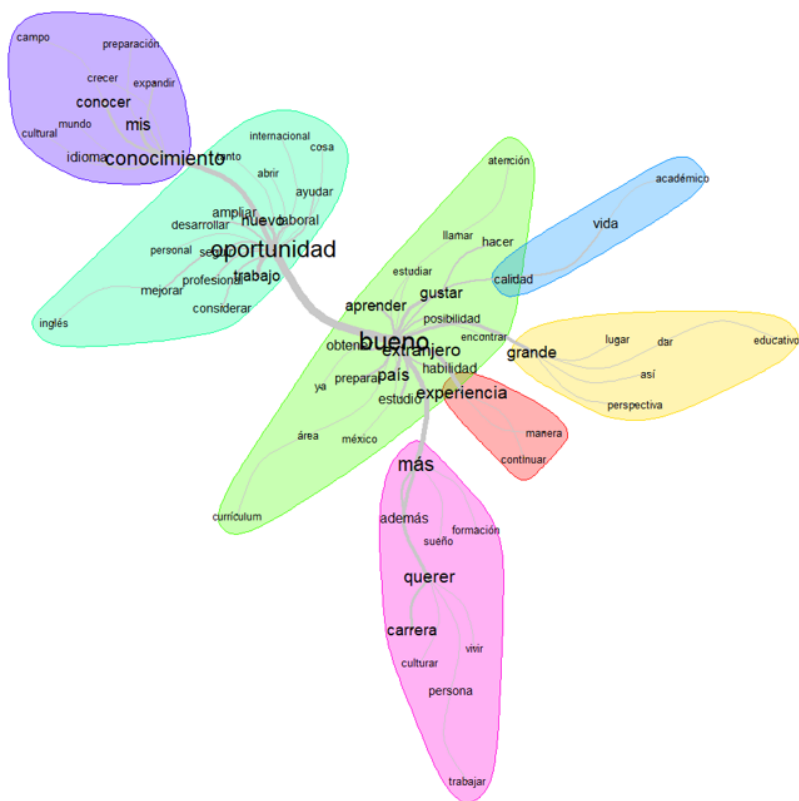 campo
preparación
crecer
expandir
conocer
mundo
mis
cultural
idioma
conocimiento
internacional
cosa
tanto
abrir
ayudar
ampliar
nuevo
laboral
desarrollar
personal
seguir
oportunidad
profesional
trabajo
mejorar
considerar
inglés
atención
académico
llamar
hacer
vida
estudiar
calidad
gustar
aprender
posibilidad
bueno
encontrar
obtener
extranjero
grande
lugar
dar
educativo
ya
preparar
país
habilidad
así
estudio
experiencia
perspectiva
área
méxico
manera
continuar
más
currículum
además
formación
sueño
querer
carrera
vivir
culturar
persona
trabajar